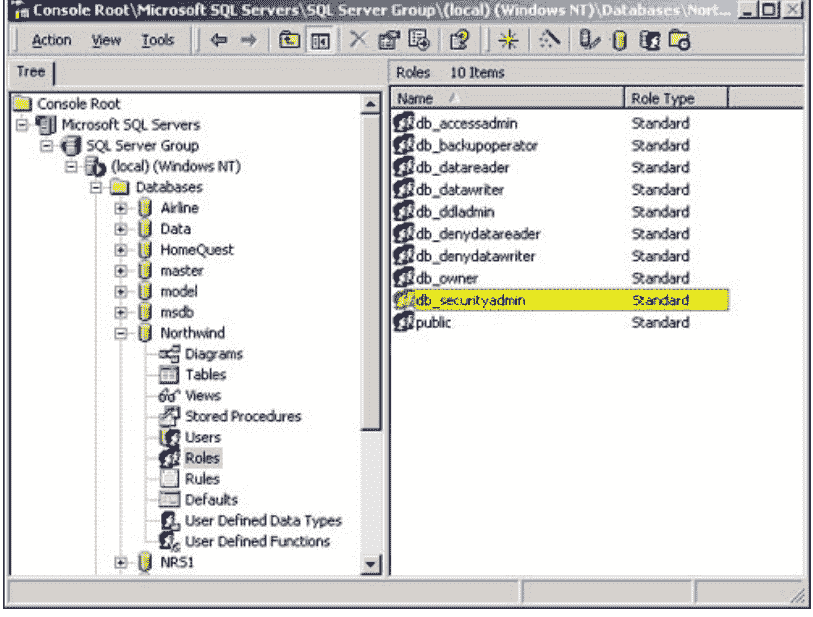 Console Root\Microsoft SQL Servers\SQL Server Group\(local) (Windows NT)\Databases\Nort...
Action View Tools
Tree
Roles 10 Items
Console Root
Microsoft SQL Servers
SQL Server Group
(local) (Windows NT)
Databases
Airline
Data
HomeQuest
master
model
msdb
Northwind
Diagrams
Tables
Views
Stored Procedures
Users
Roles
Rules
Defaults
User Defined Data Types
User Defined Functions
NRS1
Name Role Type
db_accessadmin Standard
db_backupoperator Standard
db_datareader Standard
db_datawriter Standard
db_ddladmin Standard
db_denydatareader Standard
db_denydatawriter Standard
db_owner Standard
db_securityadmin Standard
public Standard